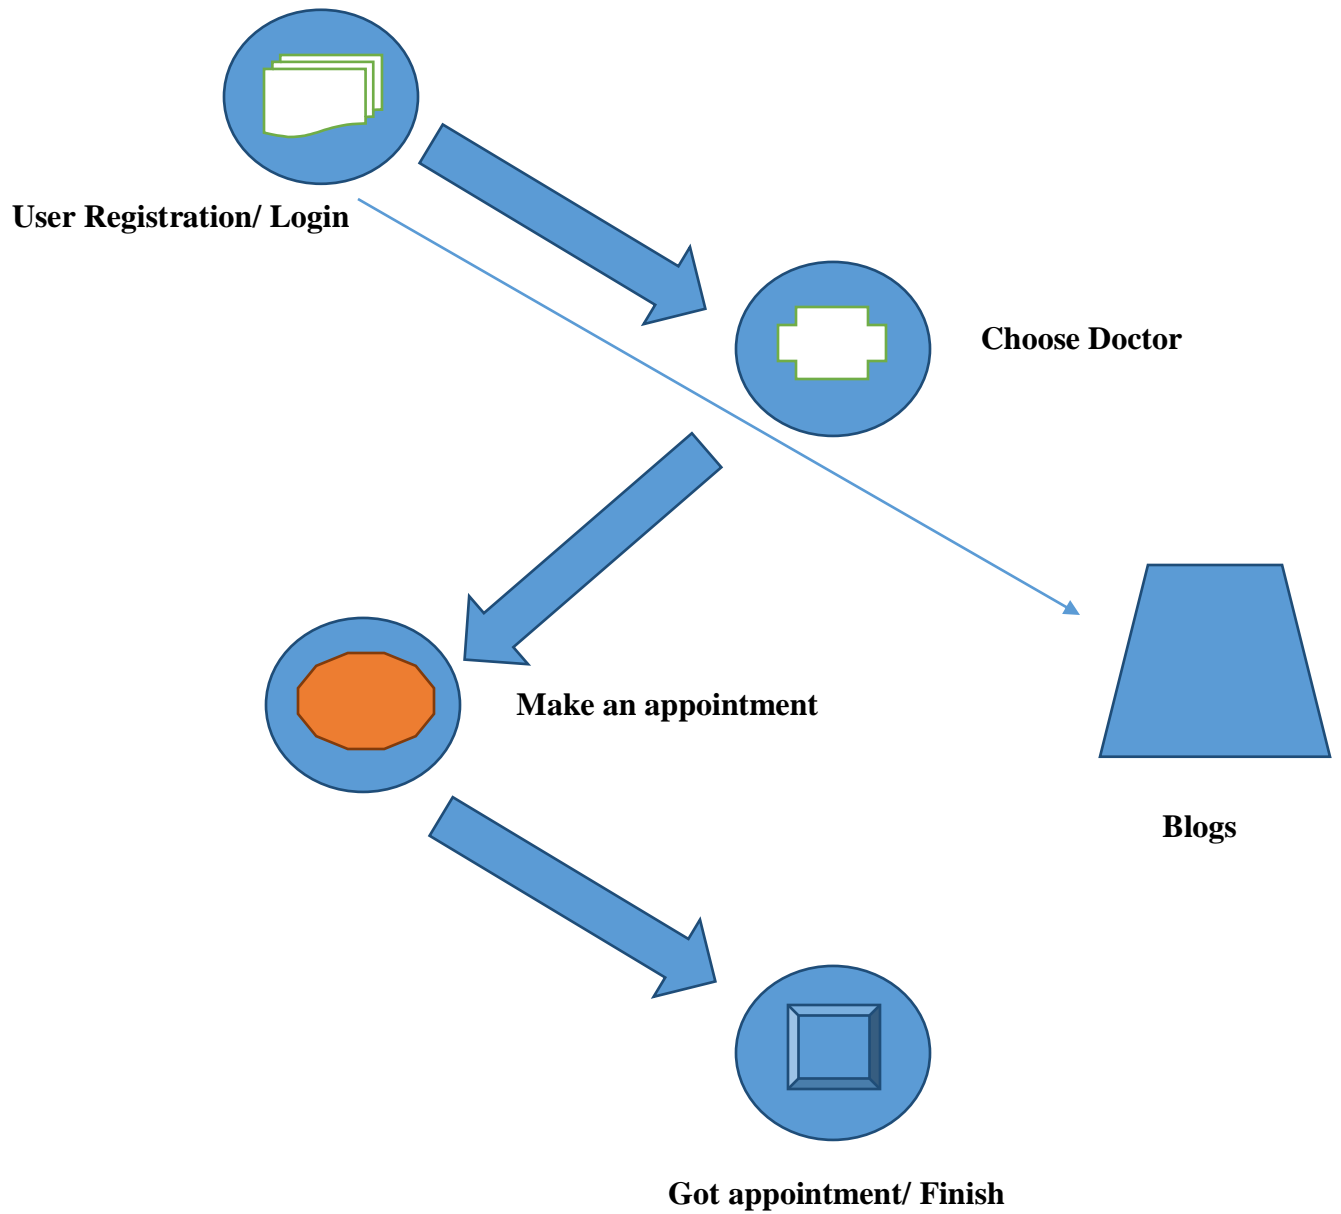 User Registration/ Login
Choose Doctor
Make an appointment
Blogs
Got appointment/ Finish